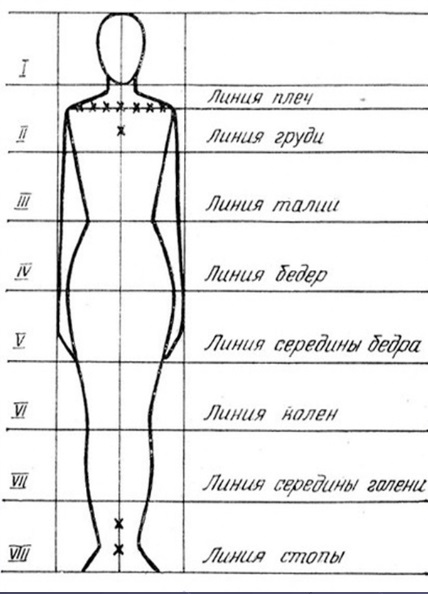 I
Линия плеч
II
Линия груди
III
Линия талии
IV
Линия бедер
V
Линия середины бедра
VI
Линия колен
VII
Линия середины голени
VIII
Линия стопы